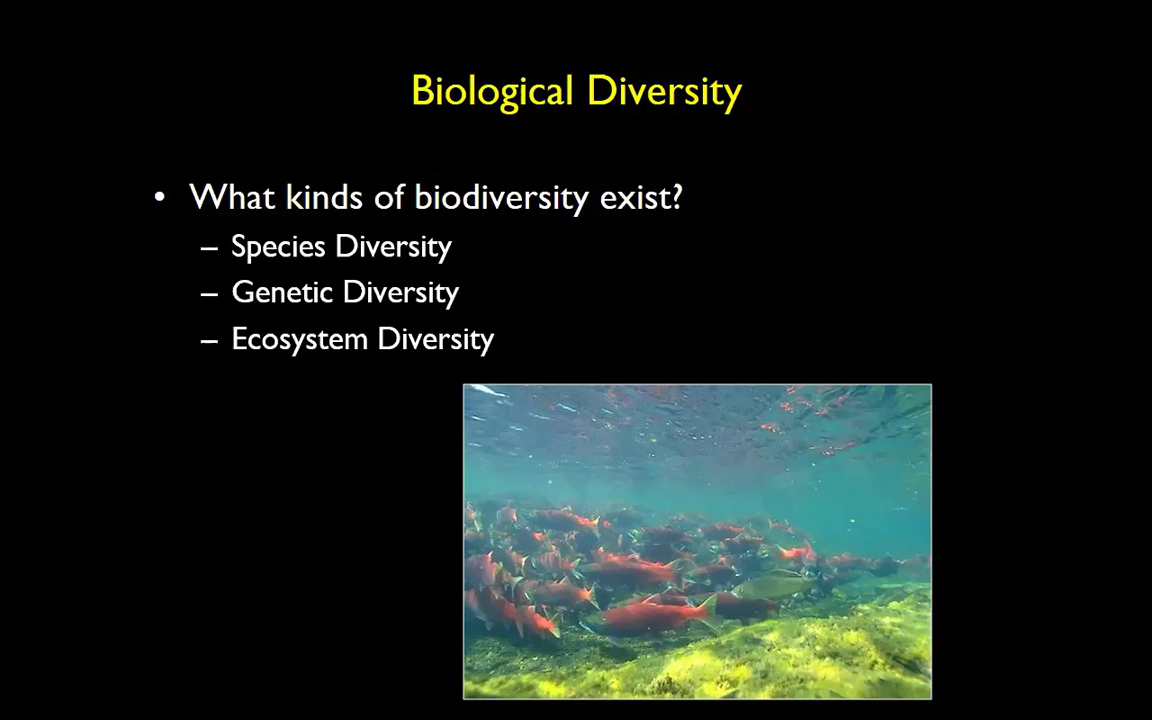 Biological Diversity
• What kinds of biodiversity exist?
– Species Diversity
– Genetic Diversity
– Ecosystem Diversity